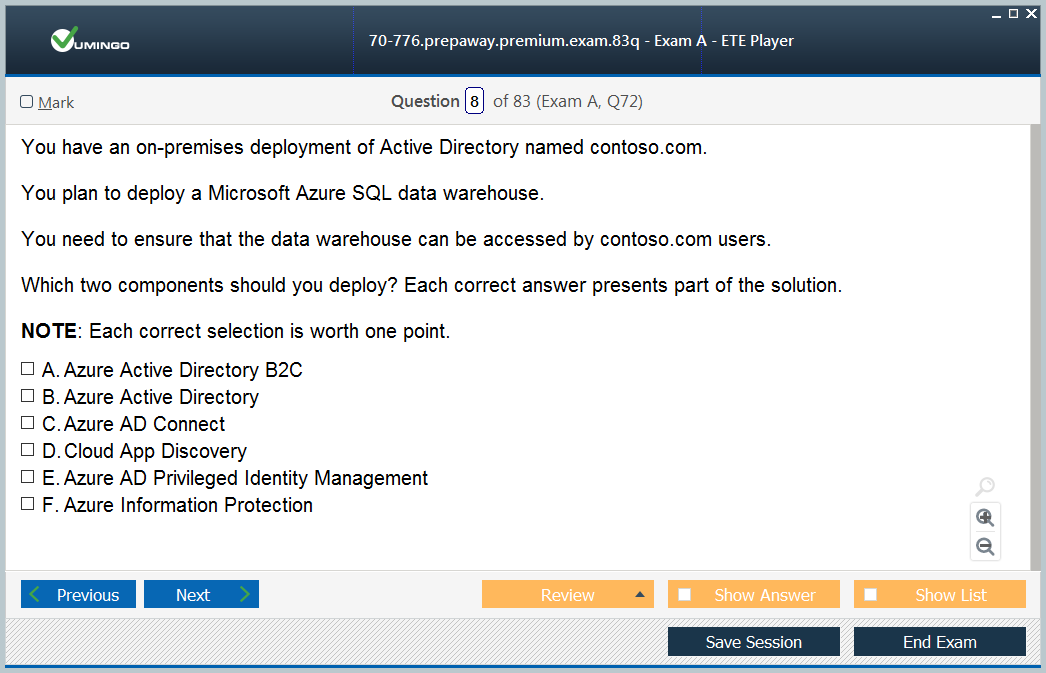 VUMINGO
70-776.prepaway.premium.exam.83q - Exam A - ETE Player
Mark
Question 8 of 83 (Exam A, Q72)
You have an on-premises deployment of Active Directory named contoso.com.
You plan to deploy a Microsoft Azure SQL data warehouse.
You need to ensure that the data warehouse can be accessed by contoso.com users.
Which two components should you deploy? Each correct answer presents part of the solution.
NOTE: Each correct selection is worth one point.
A. Azure Active Directory B2C
B. Azure Active Directory
C. Azure AD Connect
D. Cloud App Discovery
E. Azure AD Privileged Identity Management
F. Azure Information Protection
Previous
Next
Review
Show Answer
Show List
Save Session
End Exam